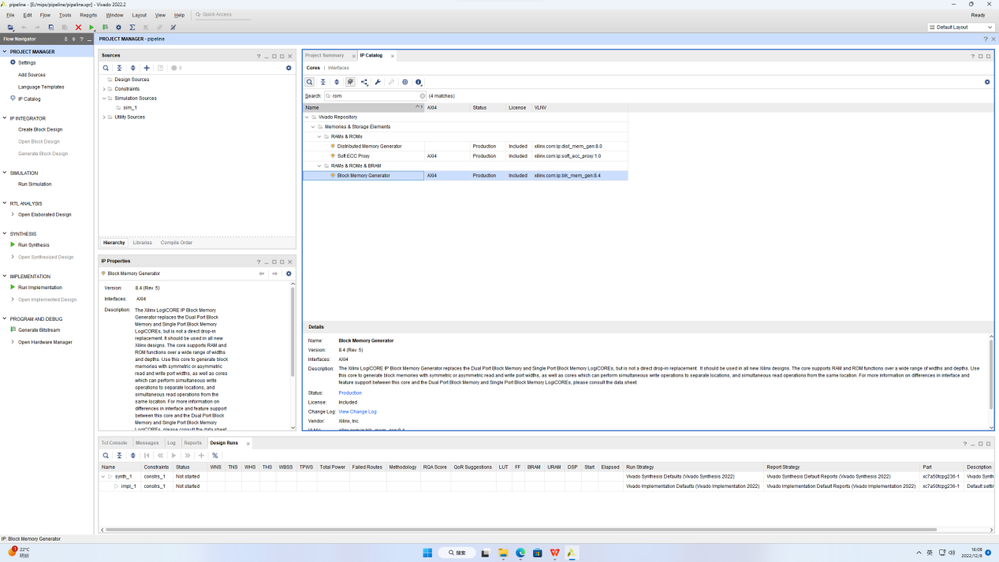 pipeline - [E:/mips/pipeline/pipeline.xpr] - Vivado 2022.2
File Edit Flow Tools Reports Window Layout View Help Quick Access
Ready
Default Layout
Flow Navigator
PROJECT MANAGER - pipeline
PROJECT MANAGER
Settings
Add Sources
Language Templates
IP Catalog
IP INTEGRATOR
Create Block Design
Open Block Design
Generate Block Design
SIMULATION
Run Simulation
RTL ANALYSIS
Open Elaborated Design
SYNTHESIS
Run Synthesis
Open Synthesized Design
IMPLEMENTATION
Run Implementation
Open Implemented Design
PROGRAM AND DEBUG
Generate Bitstream
Open Hardware Manager
Sources
0
Design Sources
Constraints
Simulation Sources
sim_1
Utility Sources
Hierarchy Libraries Compile Order
IP Properties
Block Memory Generator
Version: 8.4 (Rev. 5)
Interfaces: AXI4
Description: The Xilinx LogiCORE IP Block Memory
Generator replaces the Dual Port Block
Memory and Single Port Block Memory
LogiCOREs, but is not a direct drop-in
replacement. It should be used in all new
Xilinx designs. The core supports RAM and
ROM functions over a wide range of widths
and depths. Use this core to generate block
memories with symmetric or asymmetric
read and write port widths, as well as cores
which can perform simultaneous write
operations to separate locations, and
simultaneous read operations from the
same location. For more information on
differences in interface and feature support
between this core and the Dual Port Block
Memory and Single Port Block Memory
LogiCOREs, please consult the data sheet.
Project Summary IP Catalog
Cores | Interfaces
Search: rom (4 matches)
Name 1 AXI4 Status License VLNV
Vivado Repository
Memories & Storage Elements
RAMs & ROMs
Distributed Memory Generator Production Included xilinx.com:ip:dist_mem_gen:8.0
Soft ECC Proxy AXI4 Production Included xilinx.com:ip:soft_ecc_proxy:1.0
RAMs & ROMs & BRAM
Block Memory Generator AXI4 Production Included xilinx.com:ip:blk_mem_gen:8.4
Details
Name: Block Memory Generator
Version: 8.4 (Rev. 5)
Interfaces: AXI4
Description: The Xilinx LogiCORE IP Block Memory Generator replaces the Dual Port Block Memory and Single Port Block Memory LogiCOREs, but is not a direct drop-in replacement. It should be used in all new Xilinx designs. The core supports RAM and ROM functions over a wide range of widths and depths. Use
this core to generate block memories with symmetric or asymmetric read and write port widths, as well as cores which can perform simultaneous write operations to separate locations, and simultaneous read operations from the same location. For more information on differences in interface and
feature support between this core and the Dual Port Block Memory and Single Port Block Memory LogiCOREs, please consult the data sheet.
Status: Production
License: Included
Change Log: View Change Log
Vendor: Xilinx, Inc.
VLNV: xilinx.com:ip:blk_mem_gen:8.4
Tcl Console Messages Log Reports Design Runs
Name Constraints Status WNS TNS WHS THS WBSS TPWS Total Power Failed Routes Methodology RQA Score QoR Suggestions LUT FF BRAM URAM DSP Start Elapsed Run Strategy Report Strategy Part Description
synth_1 constrs_1 Not started Vivado Synthesis Defaults (Vivado Synthesis 2022) Vivado Synthesis Default Reports (Vivado Synthesis 2022) xc7a50tcpg236-1 Vivado Synth
impl_1 constrs_1 Not started Vivado Implementation Defaults (Vivado Implementation 2022) Vivado Implementation Default Reports (Vivado Implementation 2022) xc7a50tcpg236-1 Default settin
IP: Block Memory Generator
1
22°C
晴朗
搜索
英
16:08
2022/12/8
4